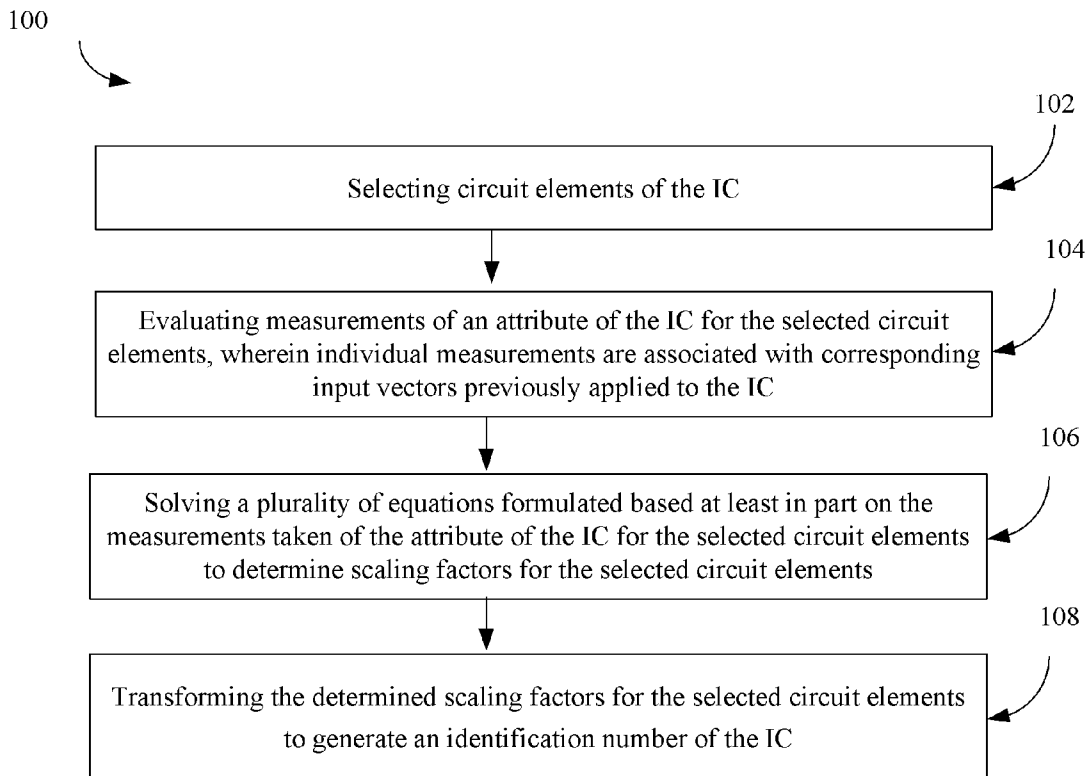 100
102
Selecting circuit elements of the IC
104
Evaluating measurements of an attribute of the IC for the selected circuit
elements, wherein individual measurements are associated with corresponding
input vectors previously applied to the IC
106
Solving a plurality of equations formulated based at least in part on the
measurements taken of the attribute of the IC for the selected circuit elements
to determine scaling factors for the selected circuit elements
108
Transforming the determined scaling factors for the selected circuit elements
to generate an identification number of the IC